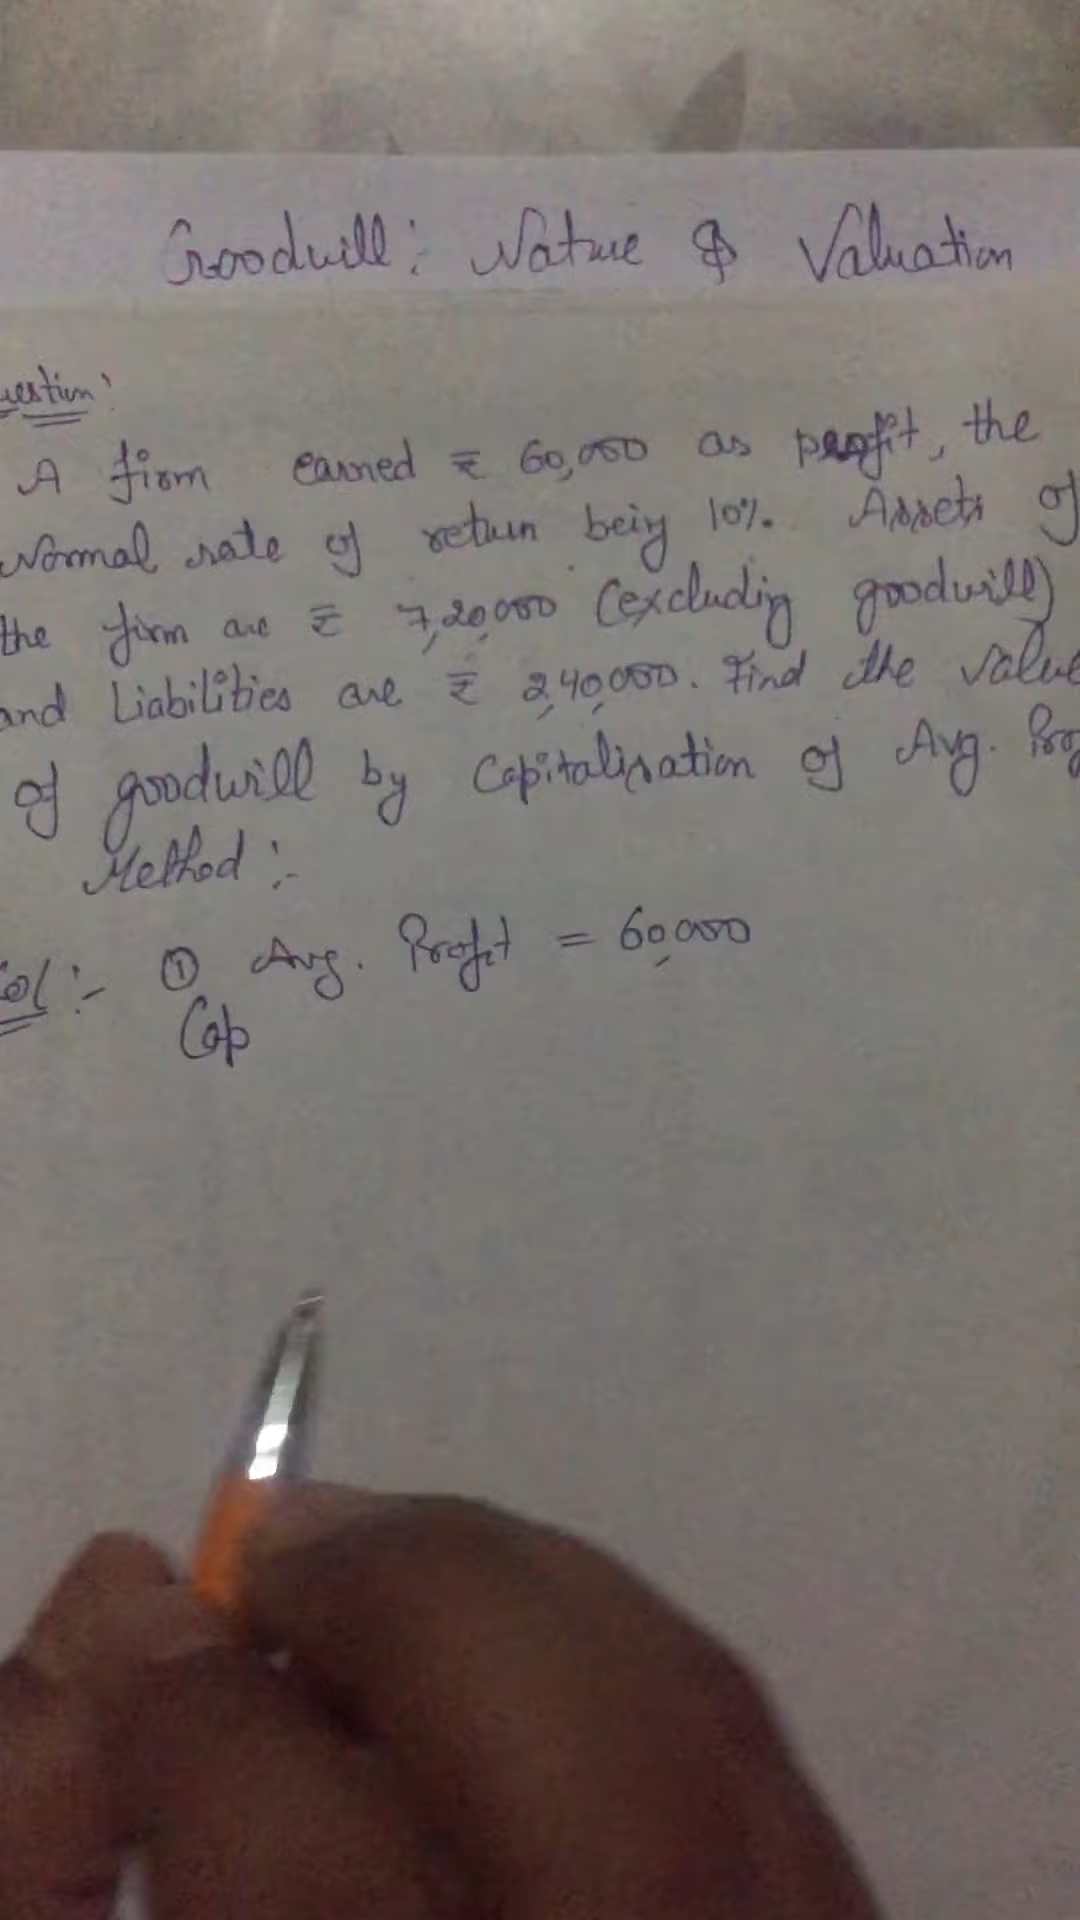 Goodwill: Nature & Valuation
uestion:
A firm earned ₹ 60,000 as profit, the
Normal rate of return being 10%. Assets of
the firm are ₹ 7,20,000 (excluding goodwill)
and Liabilities are ₹ 2,40,000. Find the value
of goodwill by Capitalisation of Avg. Prof
Method :-
Sol :- ① Avg. Profit = 60,000
Cap